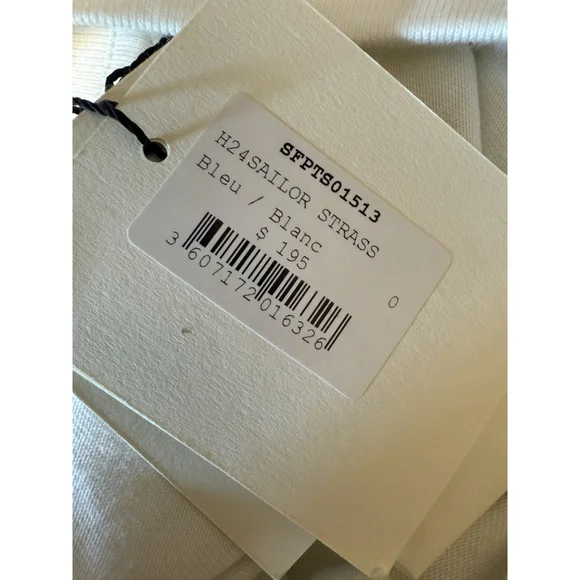 SFPTS01513
H24SAILOR STRASS
Bleu / Blanc
$ 195
0
3 607172 016326